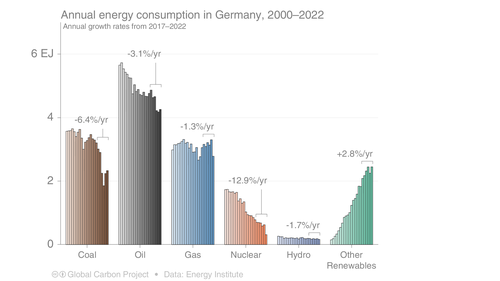 Annual energy consumption in Germany, 2000–2022
Annual growth rates from 2017–2022
6 EJ
4
2
0
-6.4%/yr
-3.1%/yr
-1.3%/yr
-12.9%/yr
-1.7%/yr
+2.8%/yr
Coal
Oil
Gas
Nuclear
Hydro
Other
Renewables
Global Carbon Project • Data: Energy Institute